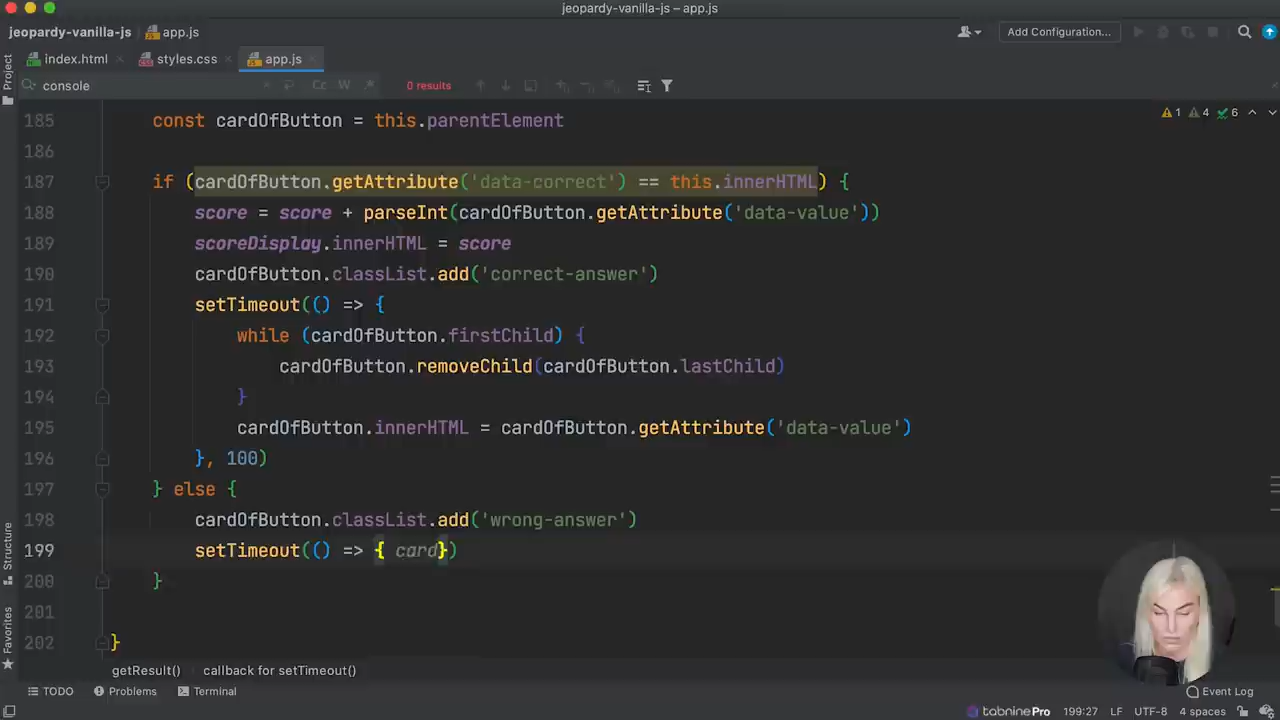 jeopardy-vanilla-js – app.js
jeopardy-vanilla-js app.js Add Configuration...
Project
index.html styles.css app.js
console Cc W .* 0 results
1 4 6
185 const cardOfButton = this.parentElement
186
187 if (cardOfButton.getAttribute('data-correct') == this.innerHTML) {
188 score = score + parseInt(cardOfButton.getAttribute('data-value'))
189 scoreDisplay.innerHTML = score
190 cardOfButton.classList.add('correct-answer')
191 setTimeout(() => {
192 while (cardOfButton.firstChild) {
193 cardOfButton.removeChild(cardOfButton.lastChild)
194 }
195 cardOfButton.innerHTML = cardOfButton.getAttribute('data-value')
196 }, 100)
197 } else {
198 cardOfButton.classList.add('wrong-answer')
199 setTimeout(() => { card})
200 }
201
202 }
Structure
Favorites
getResult() callback for setTimeout()
TODO Problems Terminal Event Log
tabninePro 199:27 LF UTF-8 4 spaces